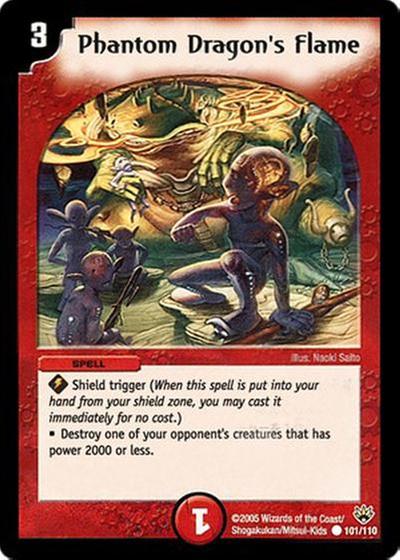 3
Phantom Dragon's Flame
illus. Naoki Saito
SPELL
Shield trigger (When this spell is put into your
hand from your shield zone, you may cast it
immediately for no cost.)
▪ Destroy one of your opponent's creatures that has
power 2000 or less.
1
©2005 Wizards of the Coast/
Shogakukan/Mitsui-Kids 101/110